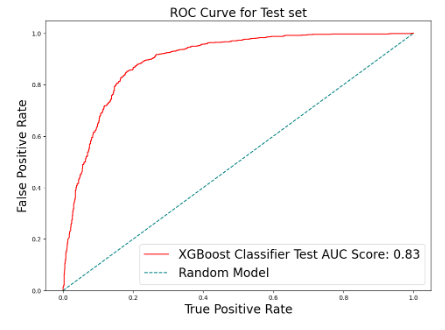 ROC Curve for Test set
False Positive Rate
1.0
0.8
0.6
0.4
0.2
0.0
XGBoost Classifier Test AUC Score: 0.83
Random Model
0.0 0.2 0.4 0.6 0.8 1.0
True Positive Rate